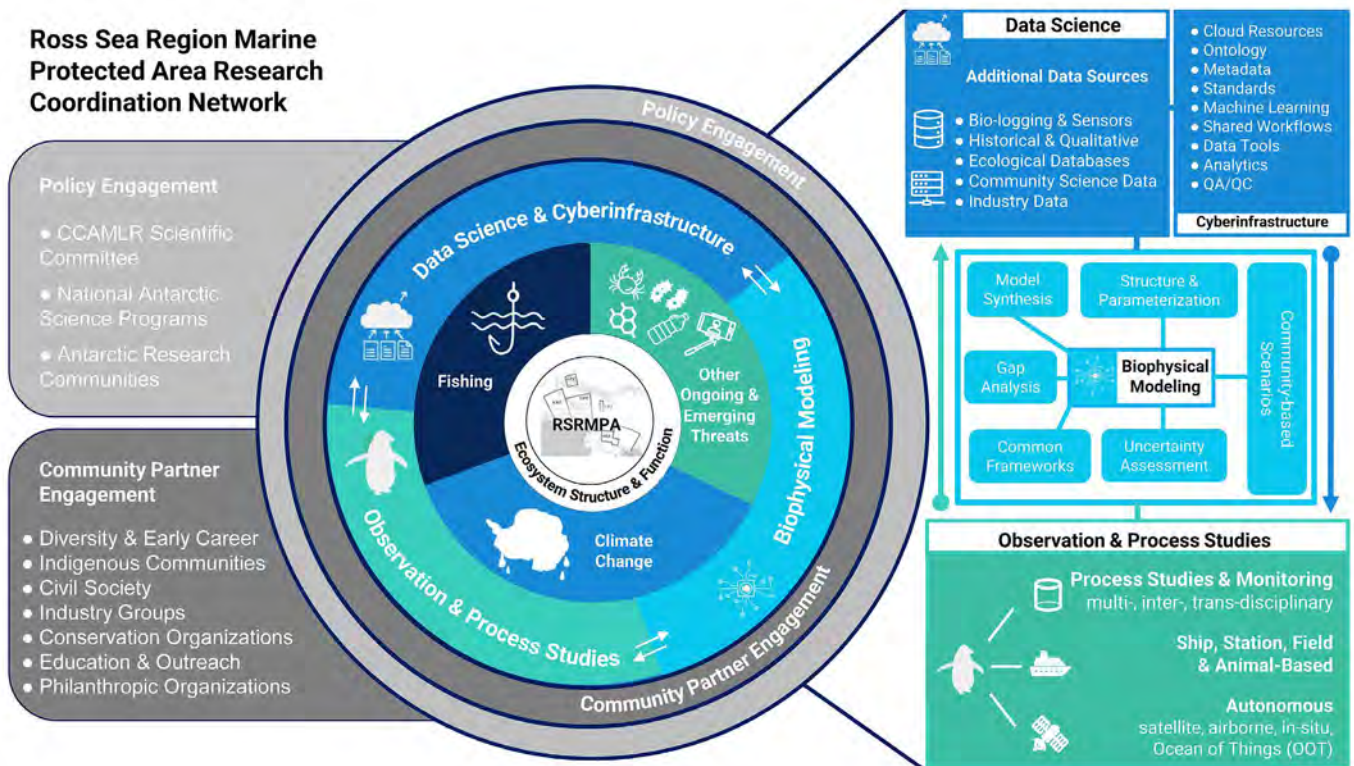 Ross Sea Region Marine
Protected Area Research
Coordination Network
Policy Engagement
● CCAMLR Scientific
Committee
● National Antarctic
Science Programs
● Antarctic Research
Communities
Community Partner
Engagement
● Diversity & Early Career
● Indigenous Communities
● Civil Society
● Industry Groups
● Conservation Organizations
● Education & Outreach
● Philanthropic Organizations
Policy Engagement
Data Science & Cyberinfrastructure
Biophysical Modeling
Observation & Process Studies
Community Partner Engagement
Fishing
Other
Ongoing &
Emerging
Threats
Climate
Change
RSRMPA
Ecosystem Structure & Function
Data Science
Additional Data Sources
● Bio-logging & Sensors
● Historical & Qualitative
● Ecological Databases
● Community Science Data
● Industry Data
● Cloud Resources
● Ontology
● Metadata
● Standards
● Machine Learning
● Shared Workflows
● Data Tools
● Analytics
● QA/QC
Cyberinfrastructure
Model
Synthesis
Structure &
Parameterization
Gap
Analysis
Biophysical
Modeling
Common
Frameworks
Uncertainty
Assessment
Community-based
Scenarios
Observation & Process Studies
Process Studies & Monitoring
multi-, inter-, trans-disciplinary
Ship, Station, Field
& Animal-Based
Autonomous
satellite, airborne, in-situ,
Ocean of Things (OOT)